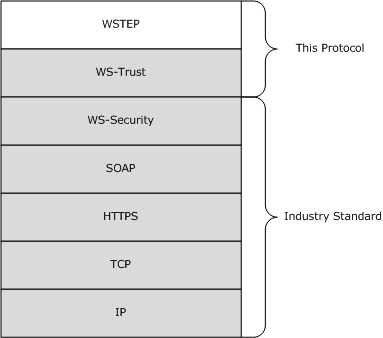 WSTEP
WS-Trust
This Protocol
WS-Security
SOAP
HTTPS
Industry Standard
TCP
IP